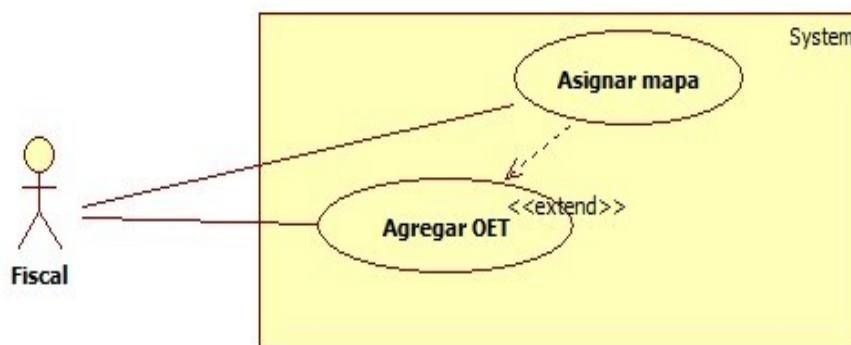 System
Asignar mapa
<<extend>>
Agregar OET
Fiscal